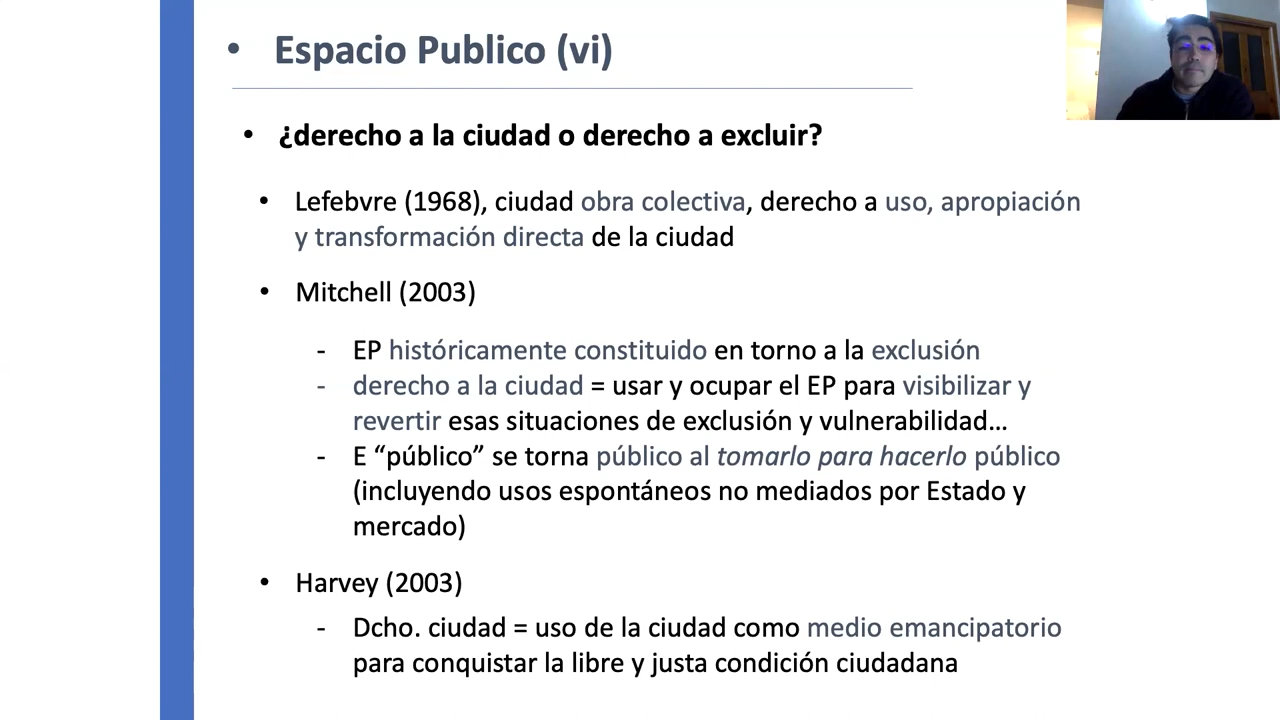 • Espacio Publico (vi)
• ¿derecho a la ciudad o derecho a excluir?
• Lefebvre (1968), ciudad obra colectiva, derecho a uso, apropiación
y transformación directa de la ciudad
• Mitchell (2003)
- EP históricamente constituido en torno a la exclusión
- derecho a la ciudad = usar y ocupar el EP para visibilizar y
revertir esas situaciones de exclusión y vulnerabilidad…
- E “público” se torna público al tomarlo para hacerlo público
(incluyendo usos espontáneos no mediados por Estado y
mercado)
• Harvey (2003)
- Dcho. ciudad = uso de la ciudad como medio emancipatorio
para conquistar la libre y justa condición ciudadana